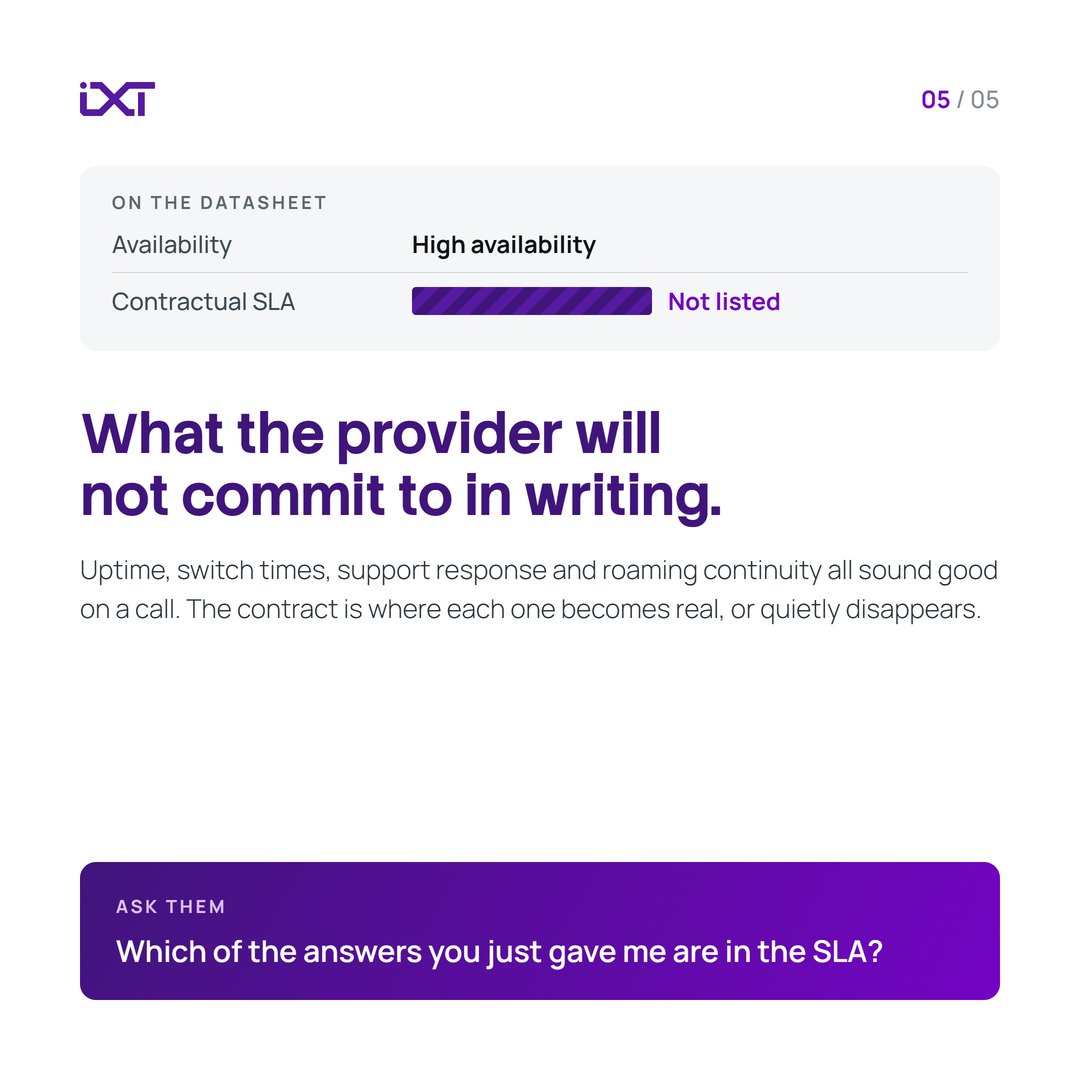 iXT
05 / 05
ON THE DATASHEET
Availability High availability
Contractual SLA Not listed
What the provider will
not commit to in writing.
Uptime, switch times, support response and roaming continuity all sound good
on a call. The contract is where each one becomes real, or quietly disappears.
ASK THEM
Which of the answers you just gave me are in the SLA?